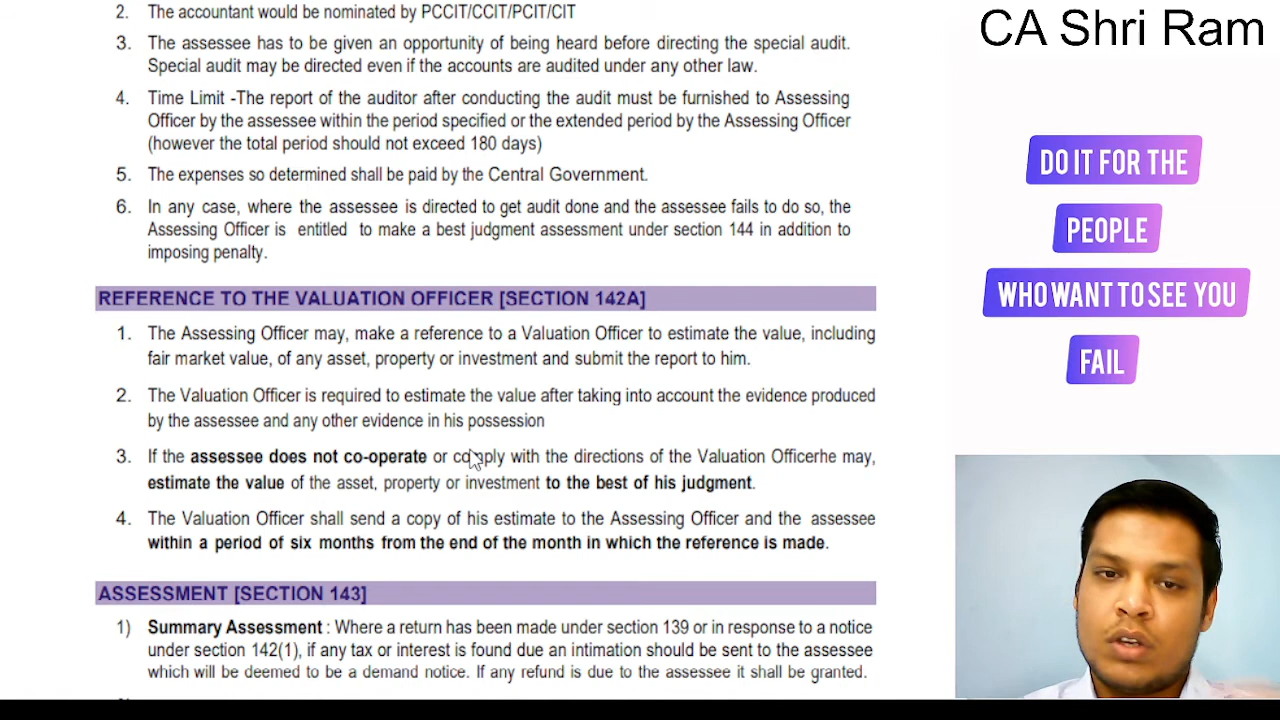 2. The accountant would be nominated by PCCIT/CCIT/PCIT/CIT
3. The assessee has to be given an opportunity of being heard before directing the special audit.
Special audit may be directed even if the accounts are audited under any other law.
4. Time Limit -The report of the auditor after conducting the audit must be furnished to Assessing
Officer by the assessee within the period specified or the extended period by the Assessing Officer
(however the total period should not exceed 180 days)
5. The expenses so determined shall be paid by the Central Government.
6. In any case, where the assessee is directed to get audit done and the assessee fails to do so, the
Assessing Officer is entitled to make a best judgment assessment under section 144 in addition to
imposing penalty.
REFERENCE TO THE VALUATION OFFICER [SECTION 142A]
1. The Assessing Officer may, make a reference to a Valuation Officer to estimate the value, including
fair market value, of any asset, property or investment and submit the report to him.
2. The Valuation Officer is required to estimate the value after taking into account the evidence produced
by the assessee and any other evidence in his possession
3. If the assessee does not co-operate or comply with the directions of the Valuation Officerhe may,
estimate the value of the asset, property or investment to the best of his judgment.
4. The Valuation Officer shall send a copy of his estimate to the Assessing Officer and the assessee
within a period of six months from the end of the month in which the reference is made.
ASSESSMENT [SECTION 143]
1) Summary Assessment : Where a return has been made under section 139 or in response to a notice
under section 142(1), if any tax or interest is found due an intimation should be sent to the assessee
which will be deemed to be a demand notice. If any refund is due to the assessee it shall be granted.
CA Shri Ram
DO IT FOR THE
PEOPLE
WHO WANT TO SEE YOU
FAIL